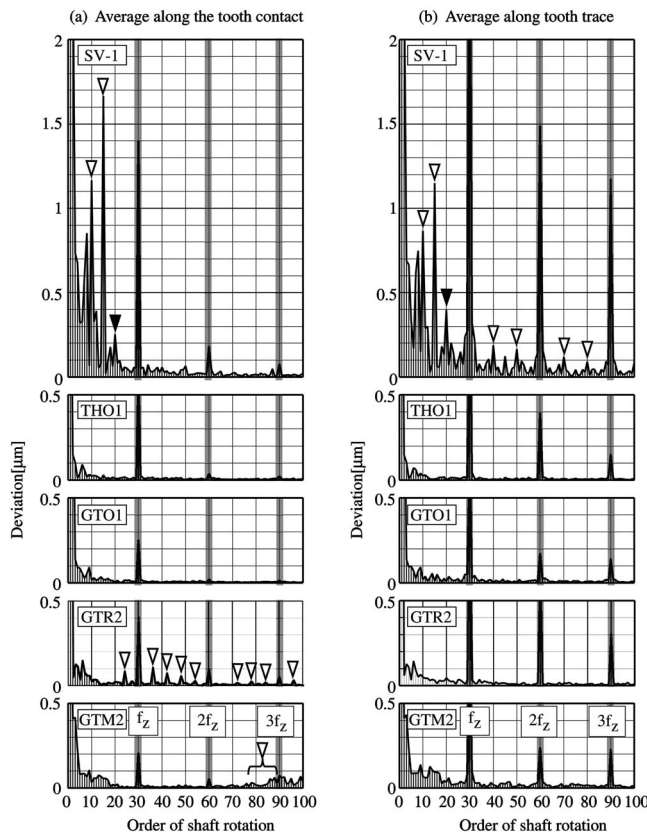 (a) Average along the tooth contact
(b) Average along tooth trace
2
SV-1
1.5
1
0.5
0
0.5
THO1
0
0.5
GTO1
0
0.5
GTR2
0
0.5
GTM2
fz
2fz
3fz
0
0 10 20 30 40 50 60 70 80 90 100
Order of shaft rotation
Deviation[µm]
2
SV-1
1.5
1
0.5
0
0.5
THO1
0
0.5
GTO1
0
0.5
GTR2
0
0.5
GTM2
fz
2fz
3fz
0
0 10 20 30 40 50 60 70 80 90 100
Order of shaft rotation
Deviation[µm]